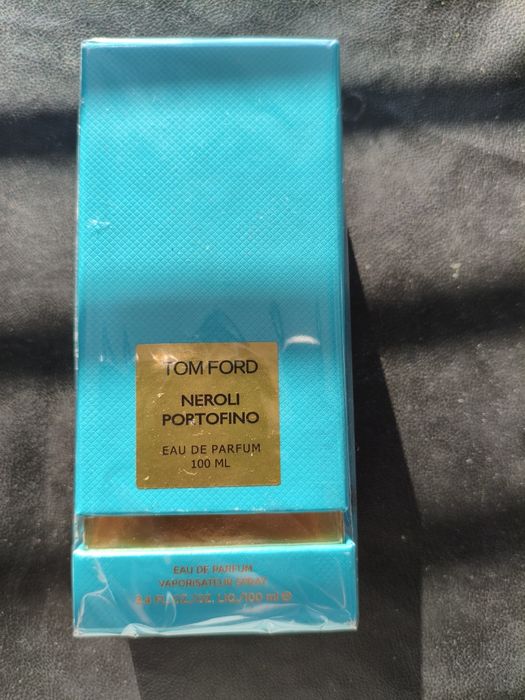 TOM FORD
NEROLI
PORTOFINO
EAU DE PARFUM
100 ML
EAU DE PARFUM
VAPORISATEUR SPRAY
3.4 FL.OZ./OZ. LIQ./100 ml ℮